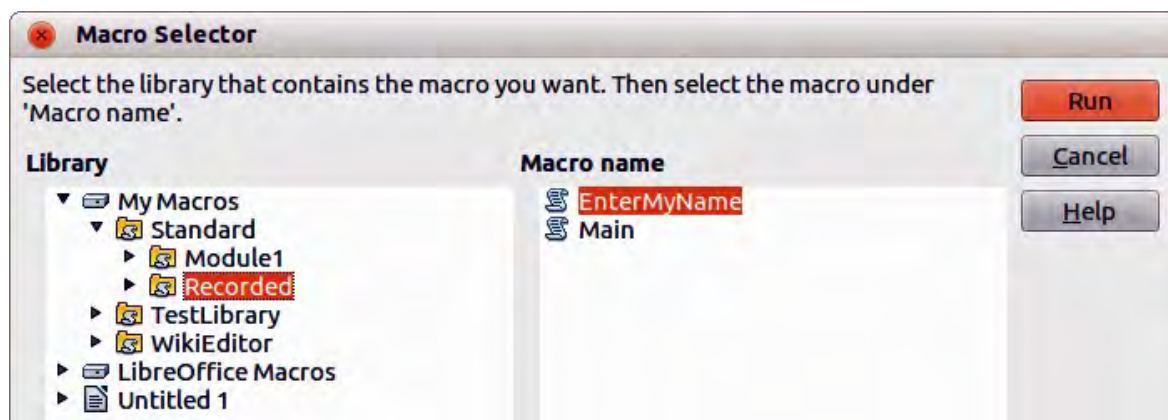 Macro Selector
Select the library that contains the macro you want. Then select the macro under
'Macro name'.
Run
Cancel
Help
Library
My Macros
Standard
Module1
Recorded
TestLibrary
WikiEditor
LibreOffice Macros
Untitled 1
Macro name
EnterMyName
Main